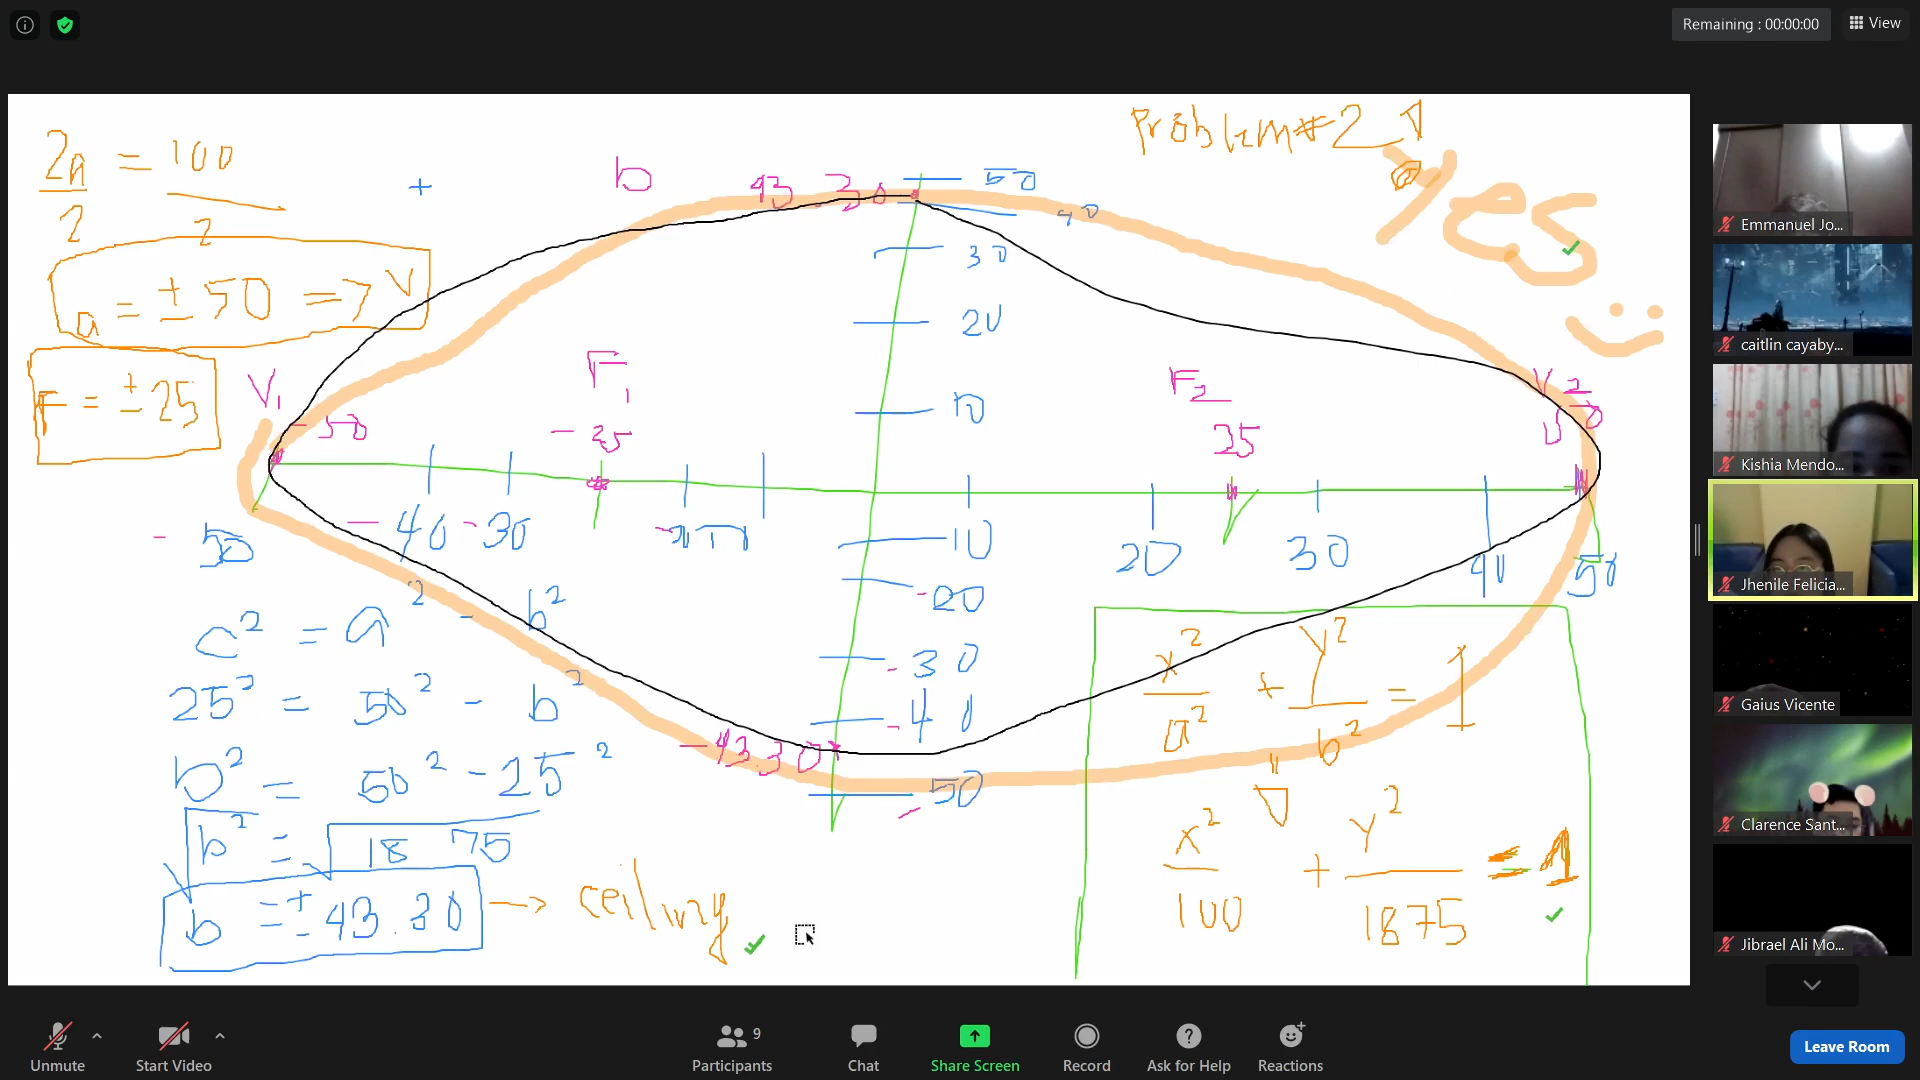 Remaining : 00:00:00
View
Problem#2
Yes
2a = 100
2 2
a = ± 50 => V
F = ± 25
+
b
43.30
50
40
30
20
10
V1
- 50
F1
- 25
F2
25
V2
50
- 50
- 40
- 30
20
30
40
50
10
- 20
- 30
- 40
- 50
- 43.30
c² = a² - b²
25² = 50² - b²
b² = 50² - 25²
b² = 1875
b = ± 43.30 → ceiling
x² + y² = 1
a² b²
x² + y² = 1
100 1875
Emmanuel Jo...
caitlin cayaby...
Kishia Mendo...
Jhenile Felicia...
Gaius Vicente
Clarence Sant...
Jibrael Ali Mo...
Unmute
Start Video
9
Participants
Chat
Share Screen
Record
Ask for Help
Reactions
Leave Room